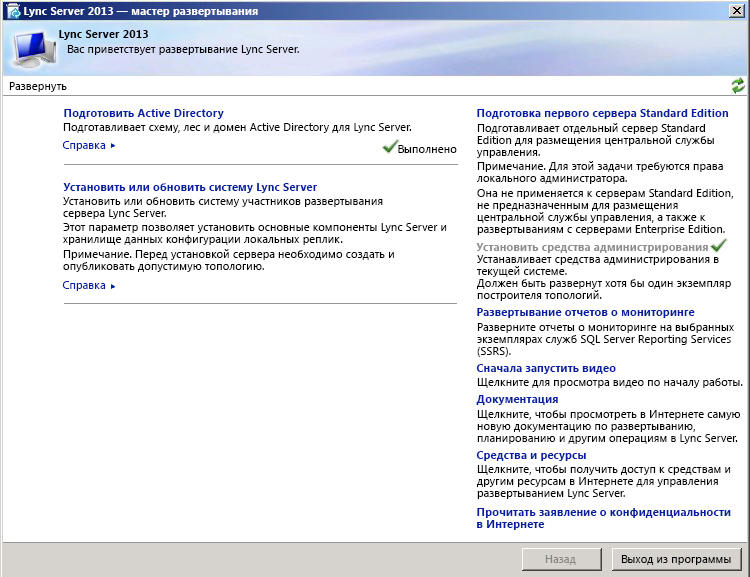 Lync Server 2013 — мастер развертывания
Lync Server 2013
Вас приветствует развертывание Lync Server.
Развернуть
Подготовить Active Directory
Подготавливает схему, лес и домен Active Directory для Lync Server.
Справка
Выполнено
Установить или обновить систему Lync Server
Установить или обновить систему участников развертывания
сервера Lync Server.
Этот параметр позволяет установить основные компоненты Lync Server и
хранилище данных конфигурации локальных реплик.
Примечание. Перед установкой сервера необходимо создать и
опубликовать допустимую топологию.
Справка
Подготовка первого сервера Standard Edition
Подготавливает отдельный сервер Standard
Edition для размещения центральной службы
управления.
Примечание. Для этой задачи требуются права
локального администратора.
Она не применяется к серверам Standard Edition,
не предназначенным для размещения
центральной службы управления, а также к
развертываниям с серверами Enterprise Edition.
Установить средства администрирования
Устанавливает средства администрирования в
текущей системе.
Должен быть развернут хотя бы один экземпляр
построителя топологий.
Развертывание отчетов о мониторинге
Разверните отчеты о мониторинге на выбранных
экземплярах служб SQL Server Reporting Services
(SSRS).
Сначала запустить видео
Щелкните для просмотра видео по началу работы.
Документация
Щелкните, чтобы просмотреть в Интернете самую
новую документацию по развертыванию,
планированию и другим операциям в Lync Server.
Средства и ресурсы
Щелкните, чтобы получить доступ к средствам и
другим ресурсам в Интернете для управления
развертыванием Lync Server.
Прочитать заявление о конфиденциальности
в Интернете
Назад
Выход из программы